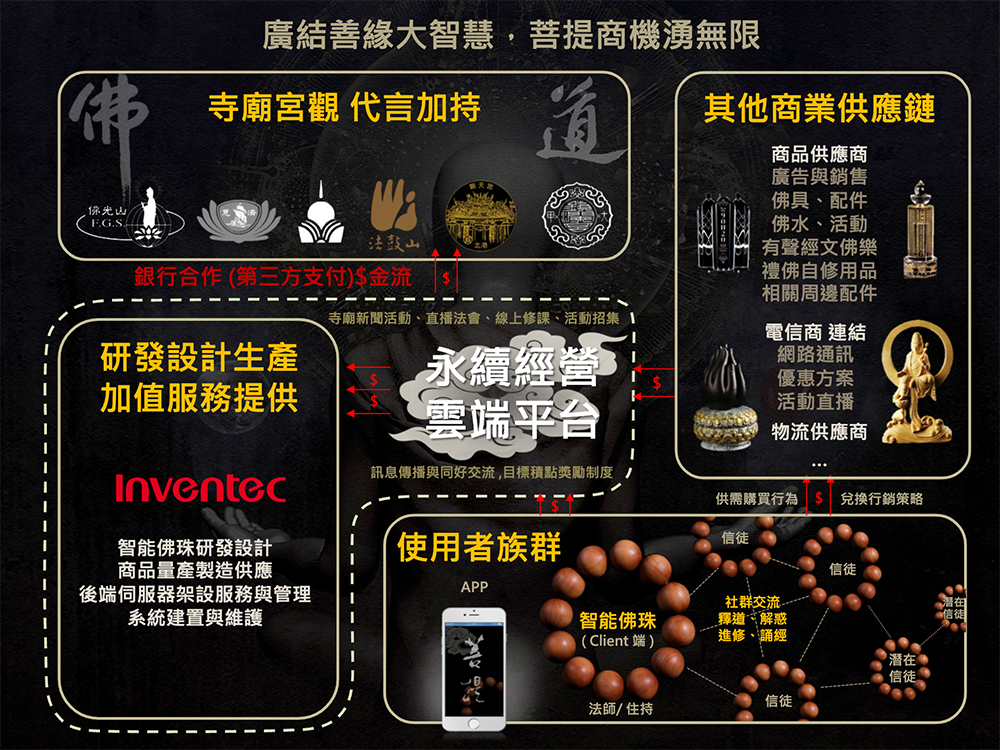 廣結善緣大智慧，菩提商機湧無限
佛
寺廟宮觀 代言加持
道
佛光山
F.G.S.
慈濟
法鼓山
朝天宮
北港
銀行合作 (第三方支付)$金流
$
其他商業供應鏈
商品供應商
廣告與銷售
佛具、配件
佛水、活動
有聲經文佛樂
禮佛自修用品
相關周邊配件
電信商 連結
網路通訊
優惠方案
活動直播
物流供應商
...
寺廟新聞活動、直播法會、線上修課、活動招集
永續經營
雲端平台
訊息傳播與同好交流 ,目標積點獎勵制度
$
$
$
研發設計生產
加值服務提供
Inventec
智能佛珠研發設計
商品量產製造供應
後端伺服器架設服務與管理
系統建置與維護
供需購買行為
$
兌換行銷策略
$
使用者族群
APP
菩提
智能佛珠
( Client 端 )
法師/ 住持
信徒
信徒
社群交流
釋道、解惑
進修、誦經
潛在
信徒
潛在
信徒
信徒